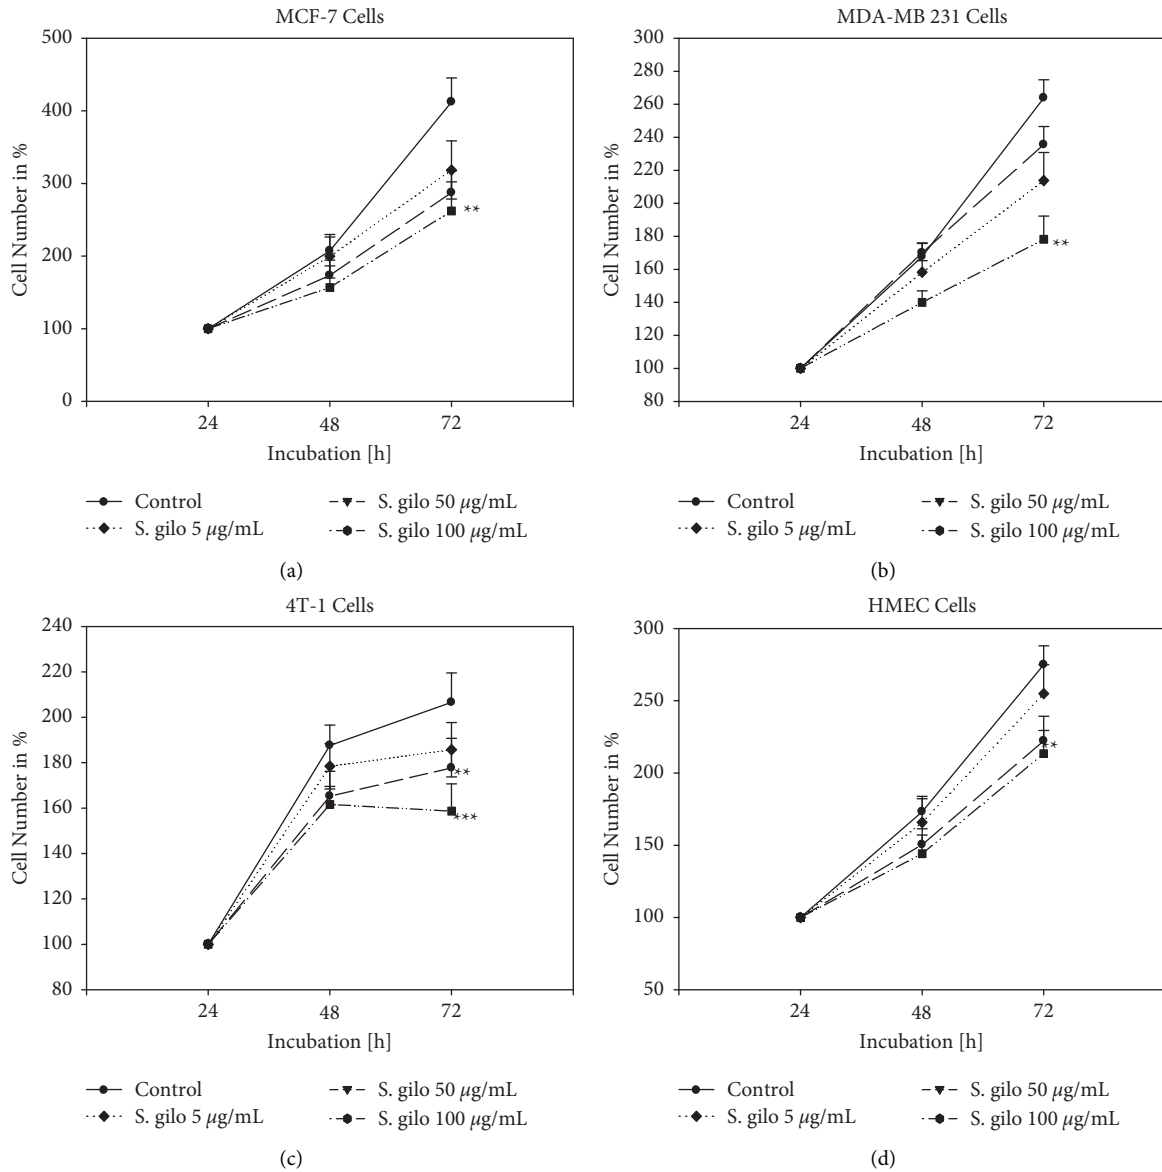 MCF-7 Cells
500
400
300
200
100
0
Cell Number in %
**
24
48
72
Incubation [h]
Control
S. gilo 5 µg/mL
S. gilo 50 µg/mL
S. gilo 100 µg/mL
(a)
MDA-MB 231 Cells
300
280
260
240
220
200
180
160
140
120
100
80
Cell Number in %
**
24
48
72
Incubation [h]
Control
S. gilo 5 µg/mL
S. gilo 50 µg/mL
S. gilo 100 µg/mL
(b)
4T-1 Cells
240
220
200
180
160
140
120
100
80
Cell Number in %
**
***
24
48
72
Incubation [h]
Control
S. gilo 5 µg/mL
S. gilo 50 µg/mL
S. gilo 100 µg/mL
(c)
HMEC Cells
300
250
200
150
100
50
Cell Number in %
**
24
48
72
Incubation [h]
Control
S. gilo 5 µg/mL
S. gilo 50 µg/mL
S. gilo 100 µg/mL
(d)